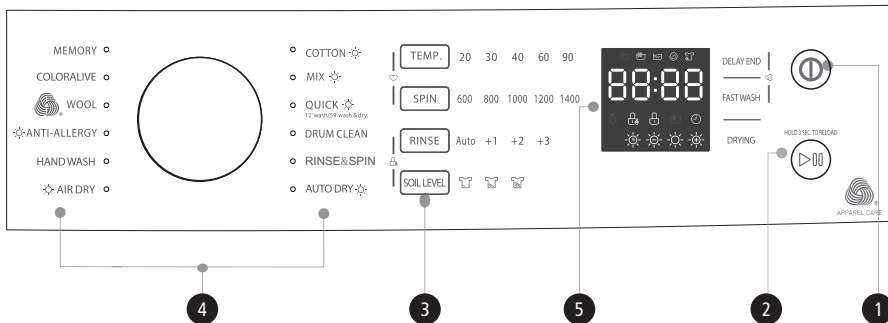 MEMORY
COLORALIVE
WOOL
ANTI-ALLERGY
HAND WASH
AIR DRY
COTTON
MIX
QUICK
12' wash/59' wash & dry
DRUM CLEAN
RINSE&SPIN
AUTO DRY
TEMP. 20 30 40 60 90
SPIN 600 800 1000 1200 1400
RINSE Auto +1 +2 +3
SOIL LEVEL
88:88
DELAY END
FAST WASH
DRYING
HOLD 3 SEC. TO RELOAD
APPAREL CARE
4
3
5
2
1